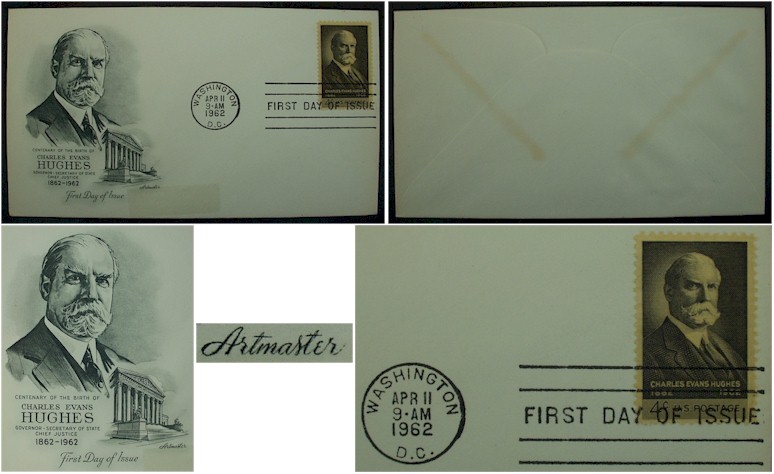 WASHINGTON
APR 11
9-AM
1962
D.C.
CHARLES EVANS HUGHES
1862 1962
FIRST DAY OF ISSUE
CENTENARY OF THE BIRTH OF
CHARLES EVANS
HUGHES
GOVERNOR-SECRETARY OF STATE
CHIEF JUSTICE
1862-1962
Artmaster
First Day of Issue
CENTENARY OF THE BIRTH OF
CHARLES EVANS
HUGHES
GOVERNOR-SECRETARY OF STATE
CHIEF JUSTICE
1862-1962
Artmaster
First Day of Issue
Artmaster
WASHINGTON
APR 11
9-AM
1962
D.C.
CHARLES EVANS HUGHES
1862 1962
4¢ U.S. POSTAGE
FIRST DAY OF ISSUE